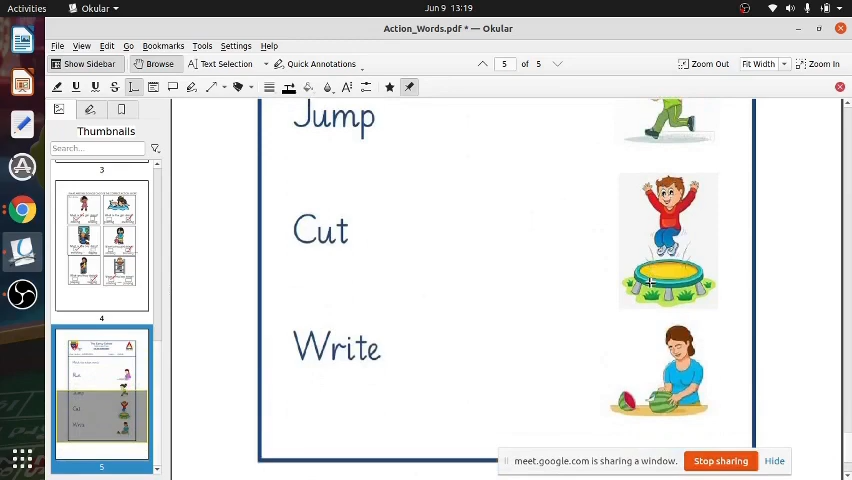 Activities
Okular
Jun 9 13:19
Action_Words.pdf * — Okular
File View Edit Go Bookmarks Tools Settings Help
Show Sidebar Browse Text Selection Quick Annotations 5 of 5 Zoom Out Fit Width Zoom In
Thumbnails
Search...
3
4
5
Jump
Cut
Write
meet.google.com is sharing a window. Stop sharing Hide